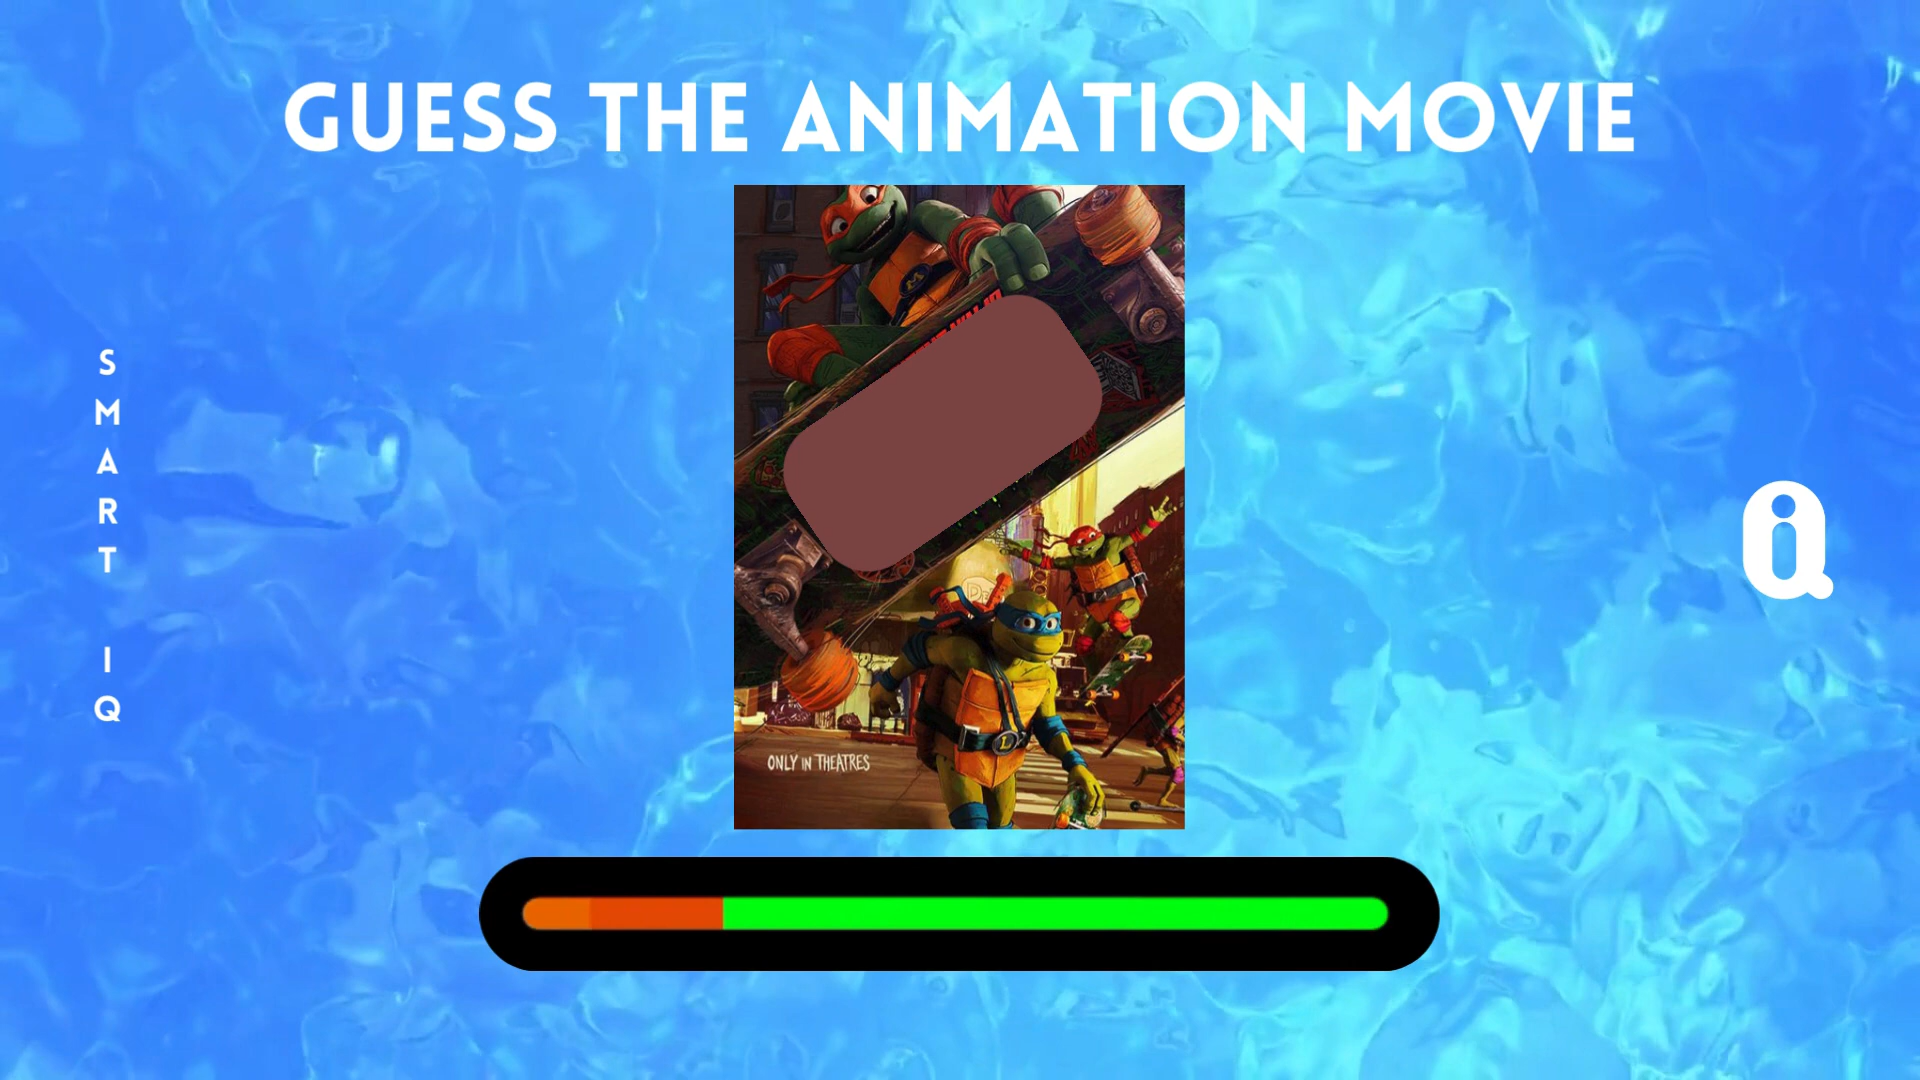 GUESS THE ANIMATION MOVIE
SMART IQ
M
L
ONLY IN THEATRES